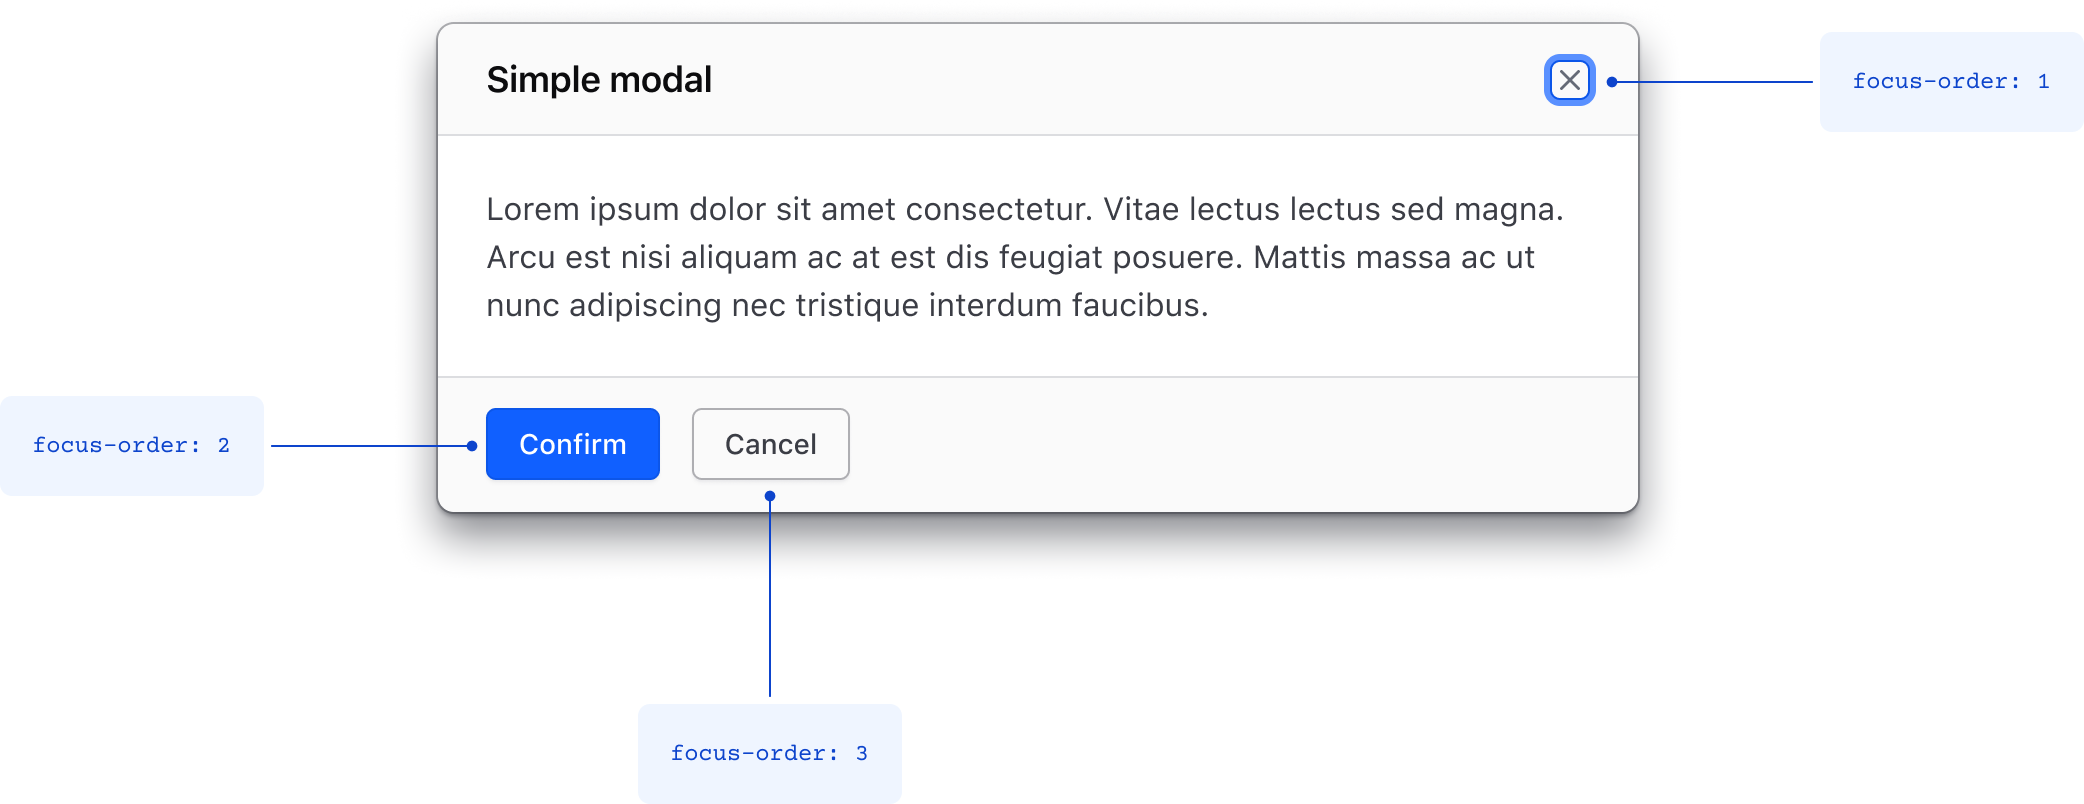 Simple modal
focus-order: 1
Lorem ipsum dolor sit amet consectetur. Vitae lectus lectus sed magna.
Arcu est nisi aliquam ac at est dis feugiat posuere. Mattis massa ac ut
nunc adipiscing nec tristique interdum faucibus.
focus-order: 2
Confirm
Cancel
focus-order: 3